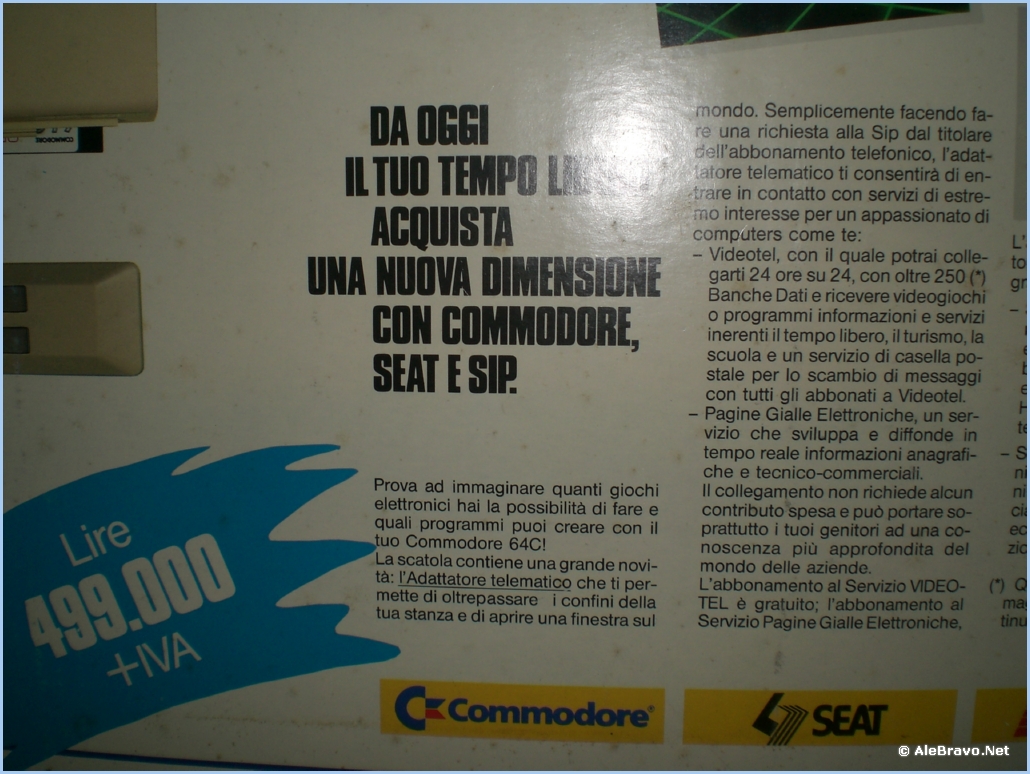 DA OGGI
IL TUO TEMPO
ACQUISTA
UNA NUOVA DIMENSIONE
CON COMMODORE,
SEAT E SIP.
Lire
499.000
+IVA
Prova ad immaginare quanti giochi
elettronici hai la possibilità di fare e
quali programmi puoi creare con il
tuo Commodore 64C!
La scatola contiene una grande novi-
tà: l'Adattatore telematico che ti per-
mette di oltrepassare i confini della
tua stanza e di aprire una finestra sul
mondo. Semplicemente facendo fa-
re una richiesta alla Sip dal titolare
dell'abbonamento telefonico, l'adat-
tatore telematico ti consentirà di en-
trare in contatto con servizi di estre-
mo interesse per un appassionato di
computers come te:
– Videotel, con il quale potrai colle-
garti 24 ore su 24, con oltre 250 (*)
Banche Dati e ricevere videogiochi
o programmi informazioni e servizi
inerenti il tempo libero, il turismo, la
scuola e un servizio di casella po-
stale per lo scambio di messaggi
con tutti gli abbonati a Videotel.
– Pagine Gialle Elettroniche, un ser-
vizio che sviluppa e diffonde in
tempo reale informazioni anagrafi-
che e tecnico-commerciali.
Il collegamento non richiede alcun
contributo spesa e può portare so-
prattutto i tuoi genitori ad una co-
noscenza più approfondita del
mondo delle aziende.
L'abbonamento al Servizio VIDEO-
TEL è gratuito; l'abbonamento al
Servizio Pagine Gialle Elettroniche,
Commodore®
SEAT
© AleBravo.Net